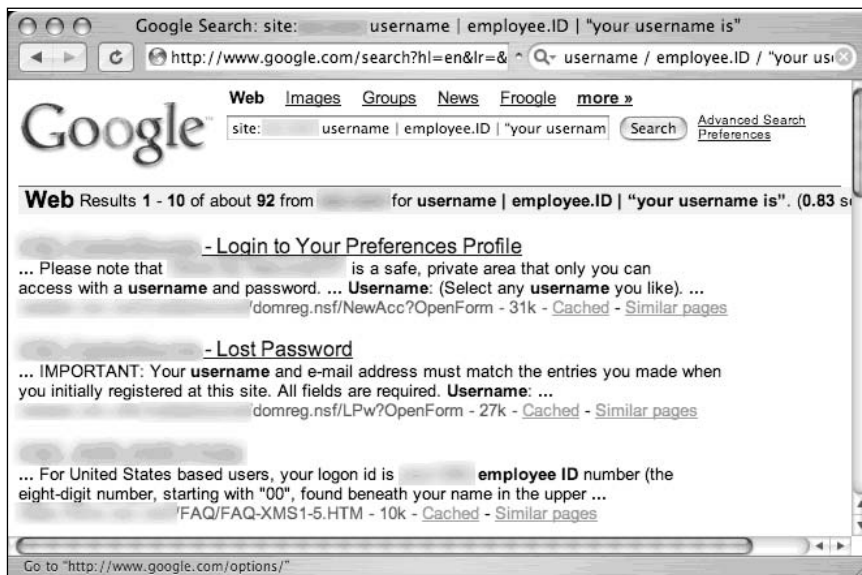 Google Search: site: username | employee.ID | "your username is"
http://www.google.com/search?hl=en&lr=& username / employee.ID / "your use
Web Images Groups News Froogle more »
Google™
site: username | employee.ID | "your usernam Search Advanced Search
Preferences
Web Results 1 - 10 of about 92 from for username | employee.ID | "your username is". (0.83 s
- Login to Your Preferences Profile
... Please note that is a safe, private area that only you can
access with a username and password. ... Username: (Select any username you like). ...
/domreg.nsf/NewAcc?OpenForm - 31k - Cached - Similar pages
- Lost Password
... IMPORTANT: Your username and e-mail address must match the entries you made when
you initially registered at this site. All fields are required. Username: ...
/domreg.nsf/LPw?OpenForm - 27k - Cached - Similar pages
... For United States based users, your logon id is employee ID number (the
eight-digit number, starting with "00", found beneath your name in the upper ...
/FAQ/FAQ-XMS1-5.HTM - 10k - Cached - Similar pages
Go to "http://www.google.com/options/"